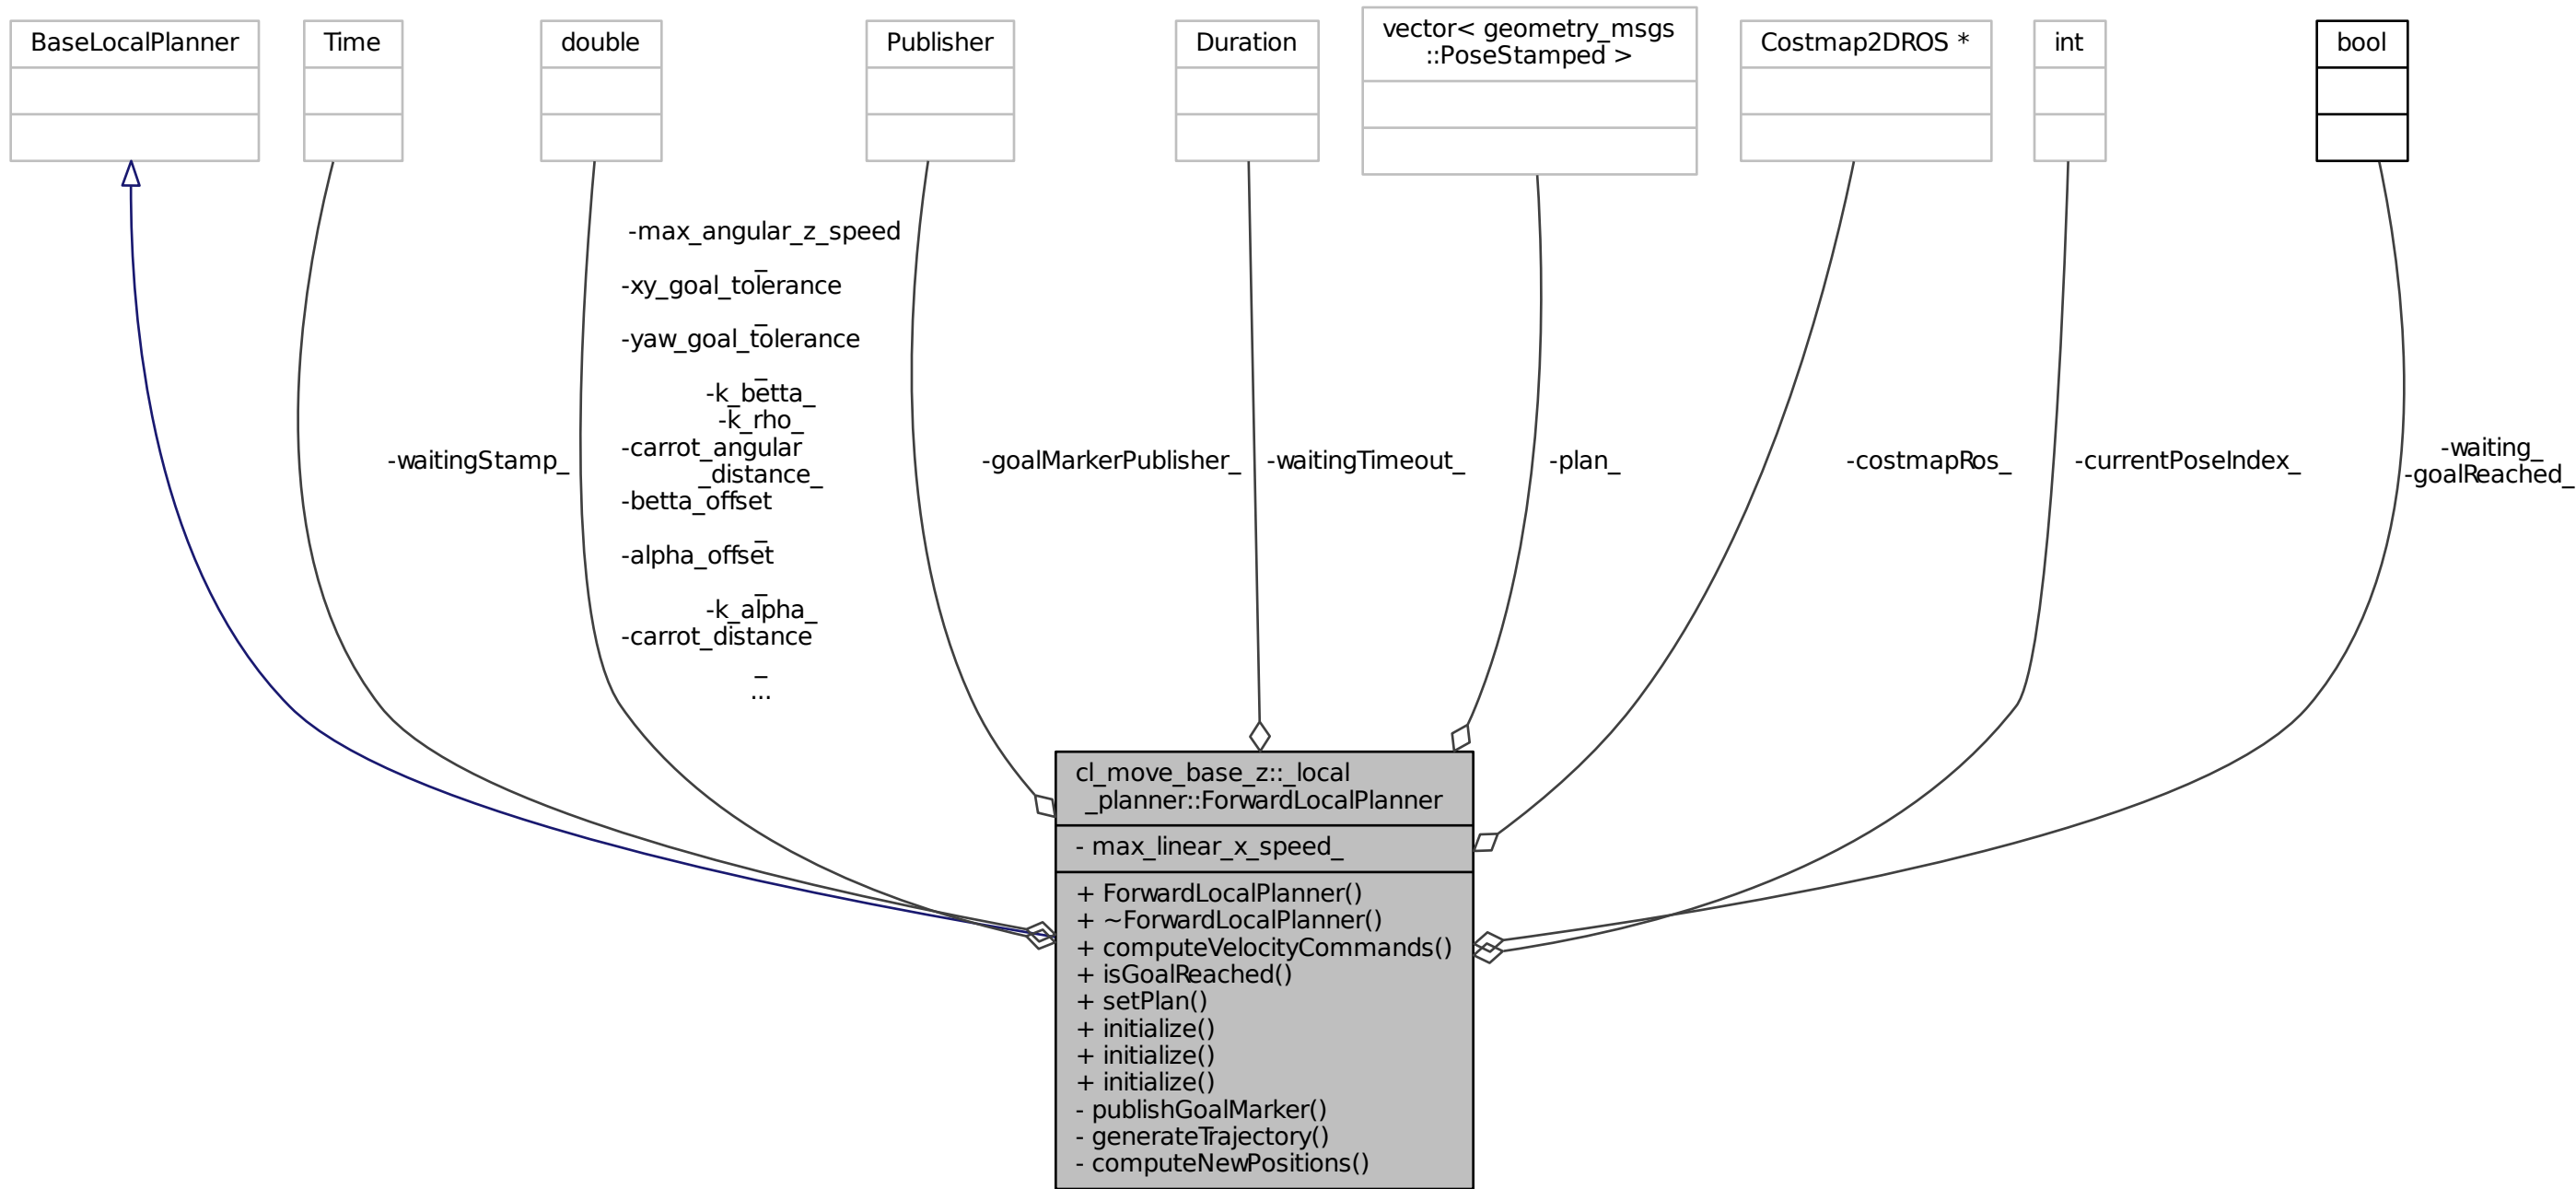 BaseLocalPlanner
Time
double
Publisher
Duration
vector< geometry_msgs
::PoseStamped >
Costmap2DROS *
int
bool
-waitingStamp_
-max_angular_z_speed
_
-xy_goal_tolerance
_
-yaw_goal_tolerance
_
-k_betta_
-k_rho_
-carrot_angular
_distance_
-betta_offset
_
-alpha_offset
_
-k_alpha_
-carrot_distance
_
...
-goalMarkerPublisher_
-waitingTimeout_
-plan_
-costmapRos_
-currentPoseIndex_
-waiting_
-goalReached_
cl_move_base_z::_local
_planner::ForwardLocalPlanner
- max_linear_x_speed_
+ ForwardLocalPlanner()
+ ~ForwardLocalPlanner()
+ computeVelocityCommands()
+ isGoalReached()
+ setPlan()
+ initialize()
+ initialize()
+ initialize()
- publishGoalMarker()
- generateTrajectory()
- computeNewPositions()